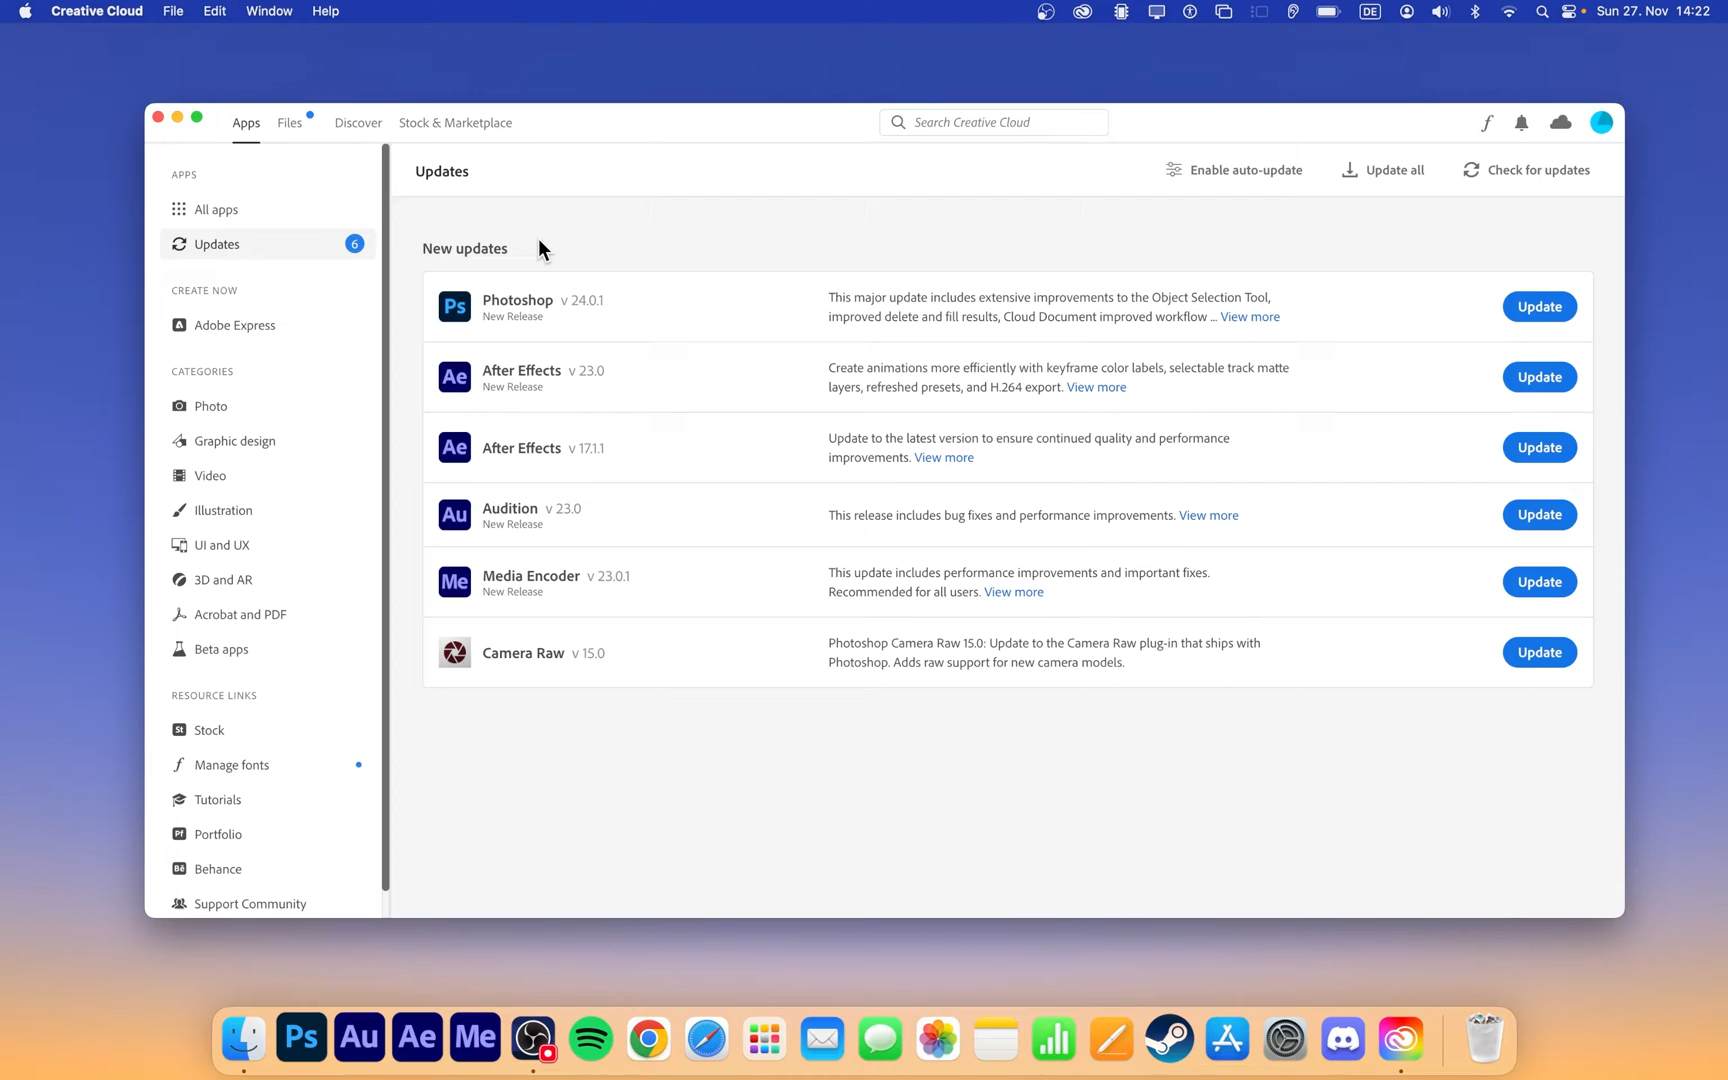 Creative Cloud File Edit Window Help
DE Sun 27. Nov 14:22
Apps Files Discover Stock & Marketplace
Search Creative Cloud
APPS
All apps
Updates 6
CREATE NOW
Adobe Express
CATEGORIES
Photo
Graphic design
Video
Illustration
UI and UX
3D and AR
Acrobat and PDF
Beta apps
RESOURCE LINKS
St Stock
Manage fonts
Tutorials
Pf Portfolio
Bē Behance
Support Community
Updates
Enable auto-update Update all Check for updates
New updates
Ps Photoshop v 24.0.1
New Release
This major update includes extensive improvements to the Object Selection Tool,
improved delete and fill results, Cloud Document improved workflow ... View more
Update
Ae After Effects v 23.0
New Release
Create animations more efficiently with keyframe color labels, selectable track matte
layers, refreshed presets, and H.264 export. View more
Update
Ae After Effects v 17.1.1
Update to the latest version to ensure continued quality and performance
improvements. View more
Update
Au Audition v 23.0
New Release
This release includes bug fixes and performance improvements. View more
Update
Me Media Encoder v 23.0.1
New Release
This update includes performance improvements and important fixes.
Recommended for all users. View more
Update
Camera Raw v 15.0
Photoshop Camera Raw 15.0: Update to the Camera Raw plug-in that ships with
Photoshop. Adds raw support for new camera models.
Update
Ps Au Ae Me